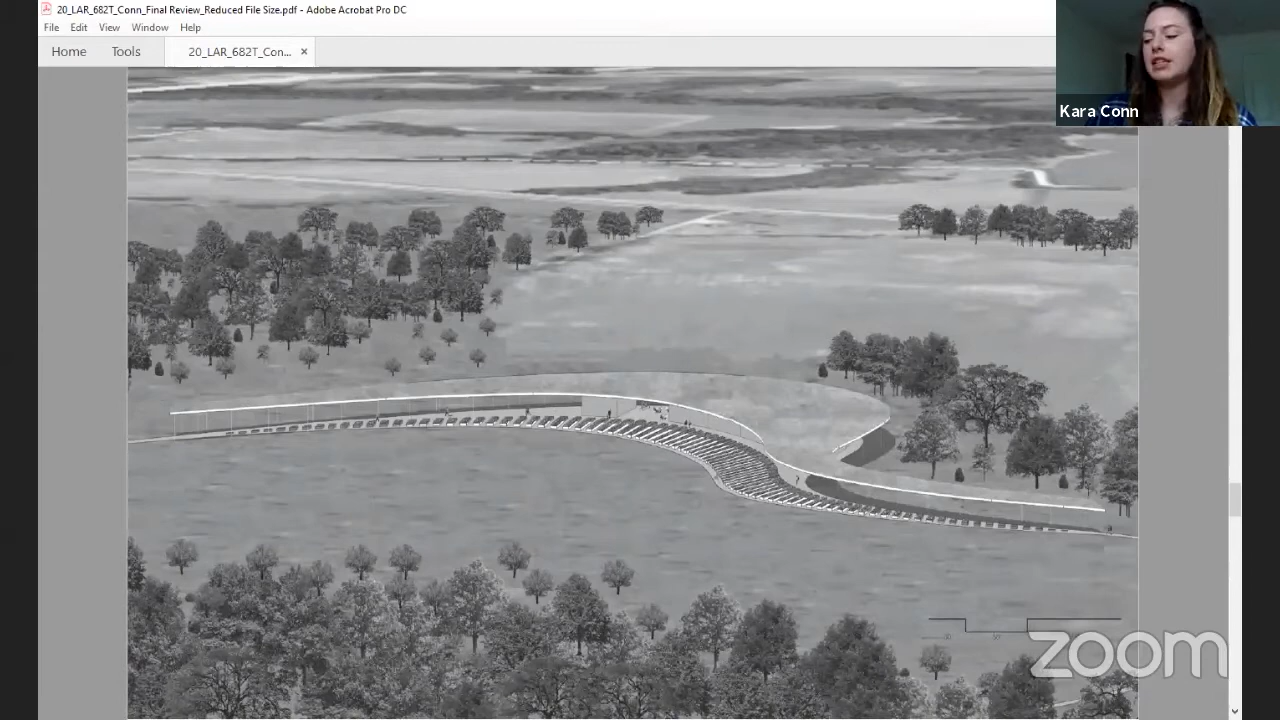 20_LAR_682T_Conn_Final Review_Reduced File Size.pdf - Adobe Acrobat Pro DC
File Edit View Window Help
Home Tools 20_LAR_682T_Con... ×
Kara Conn
zoom